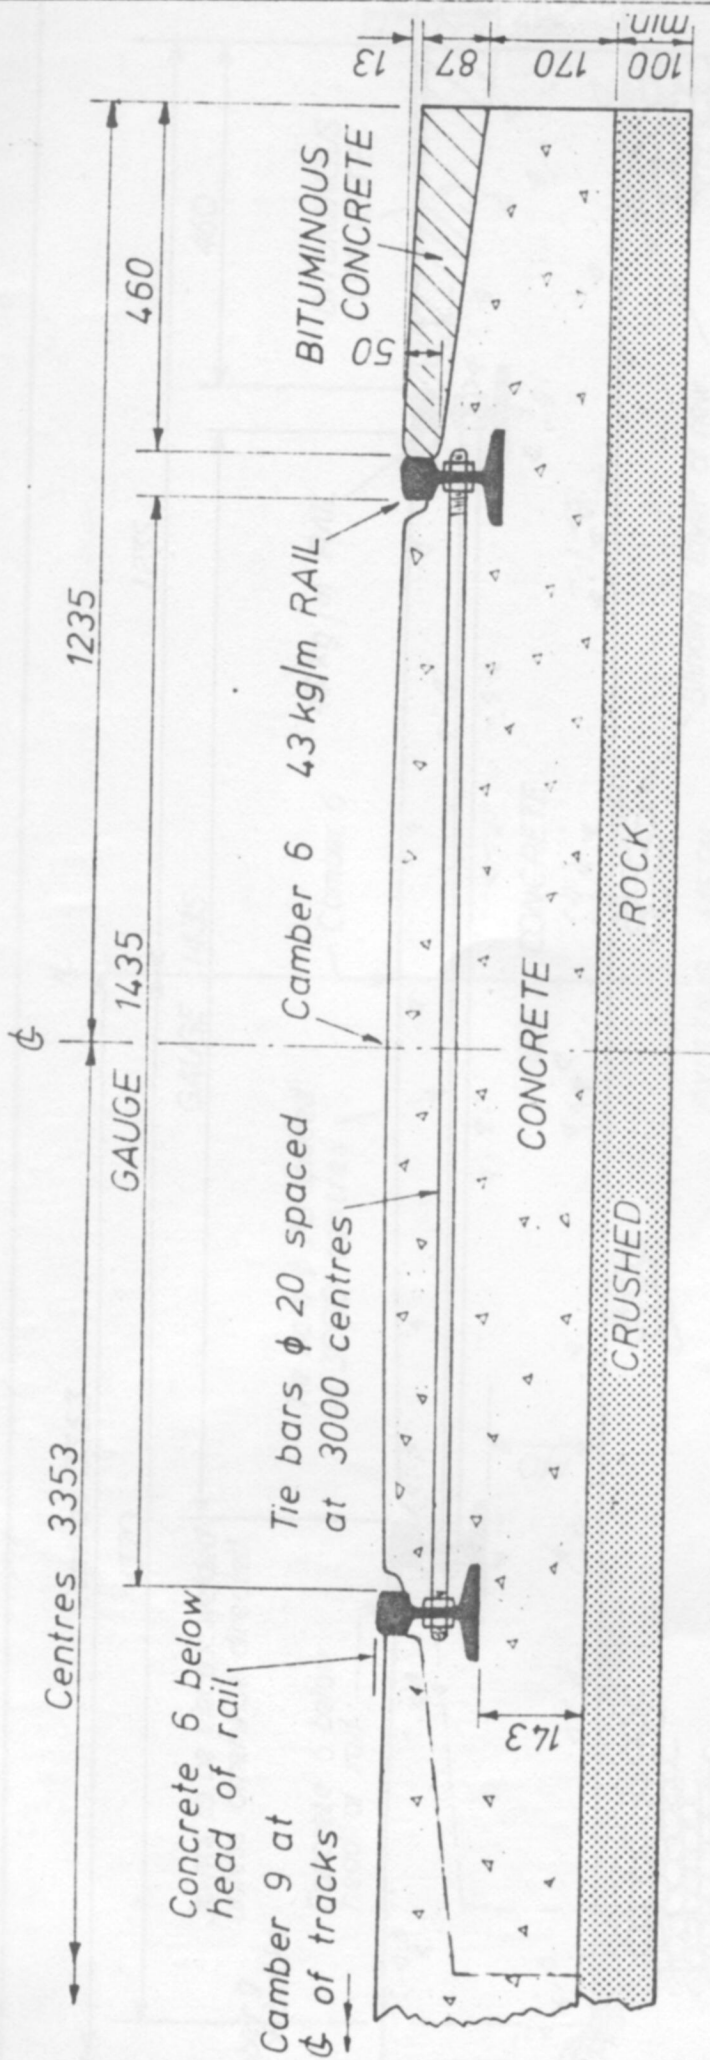 ℄
Centres 3353
1235
GAUGE 1435
460
Concrete 6 below
head of rail
Camber 9 at
℄ of tracks
Tie bars ϕ 20 spaced
at 3000 centres
Camber 6
43 kg/m RAIL
BITUMINOUS
CONCRETE
50
13
87
170
100
min.
143
CONCRETE
CRUSHED ROCK